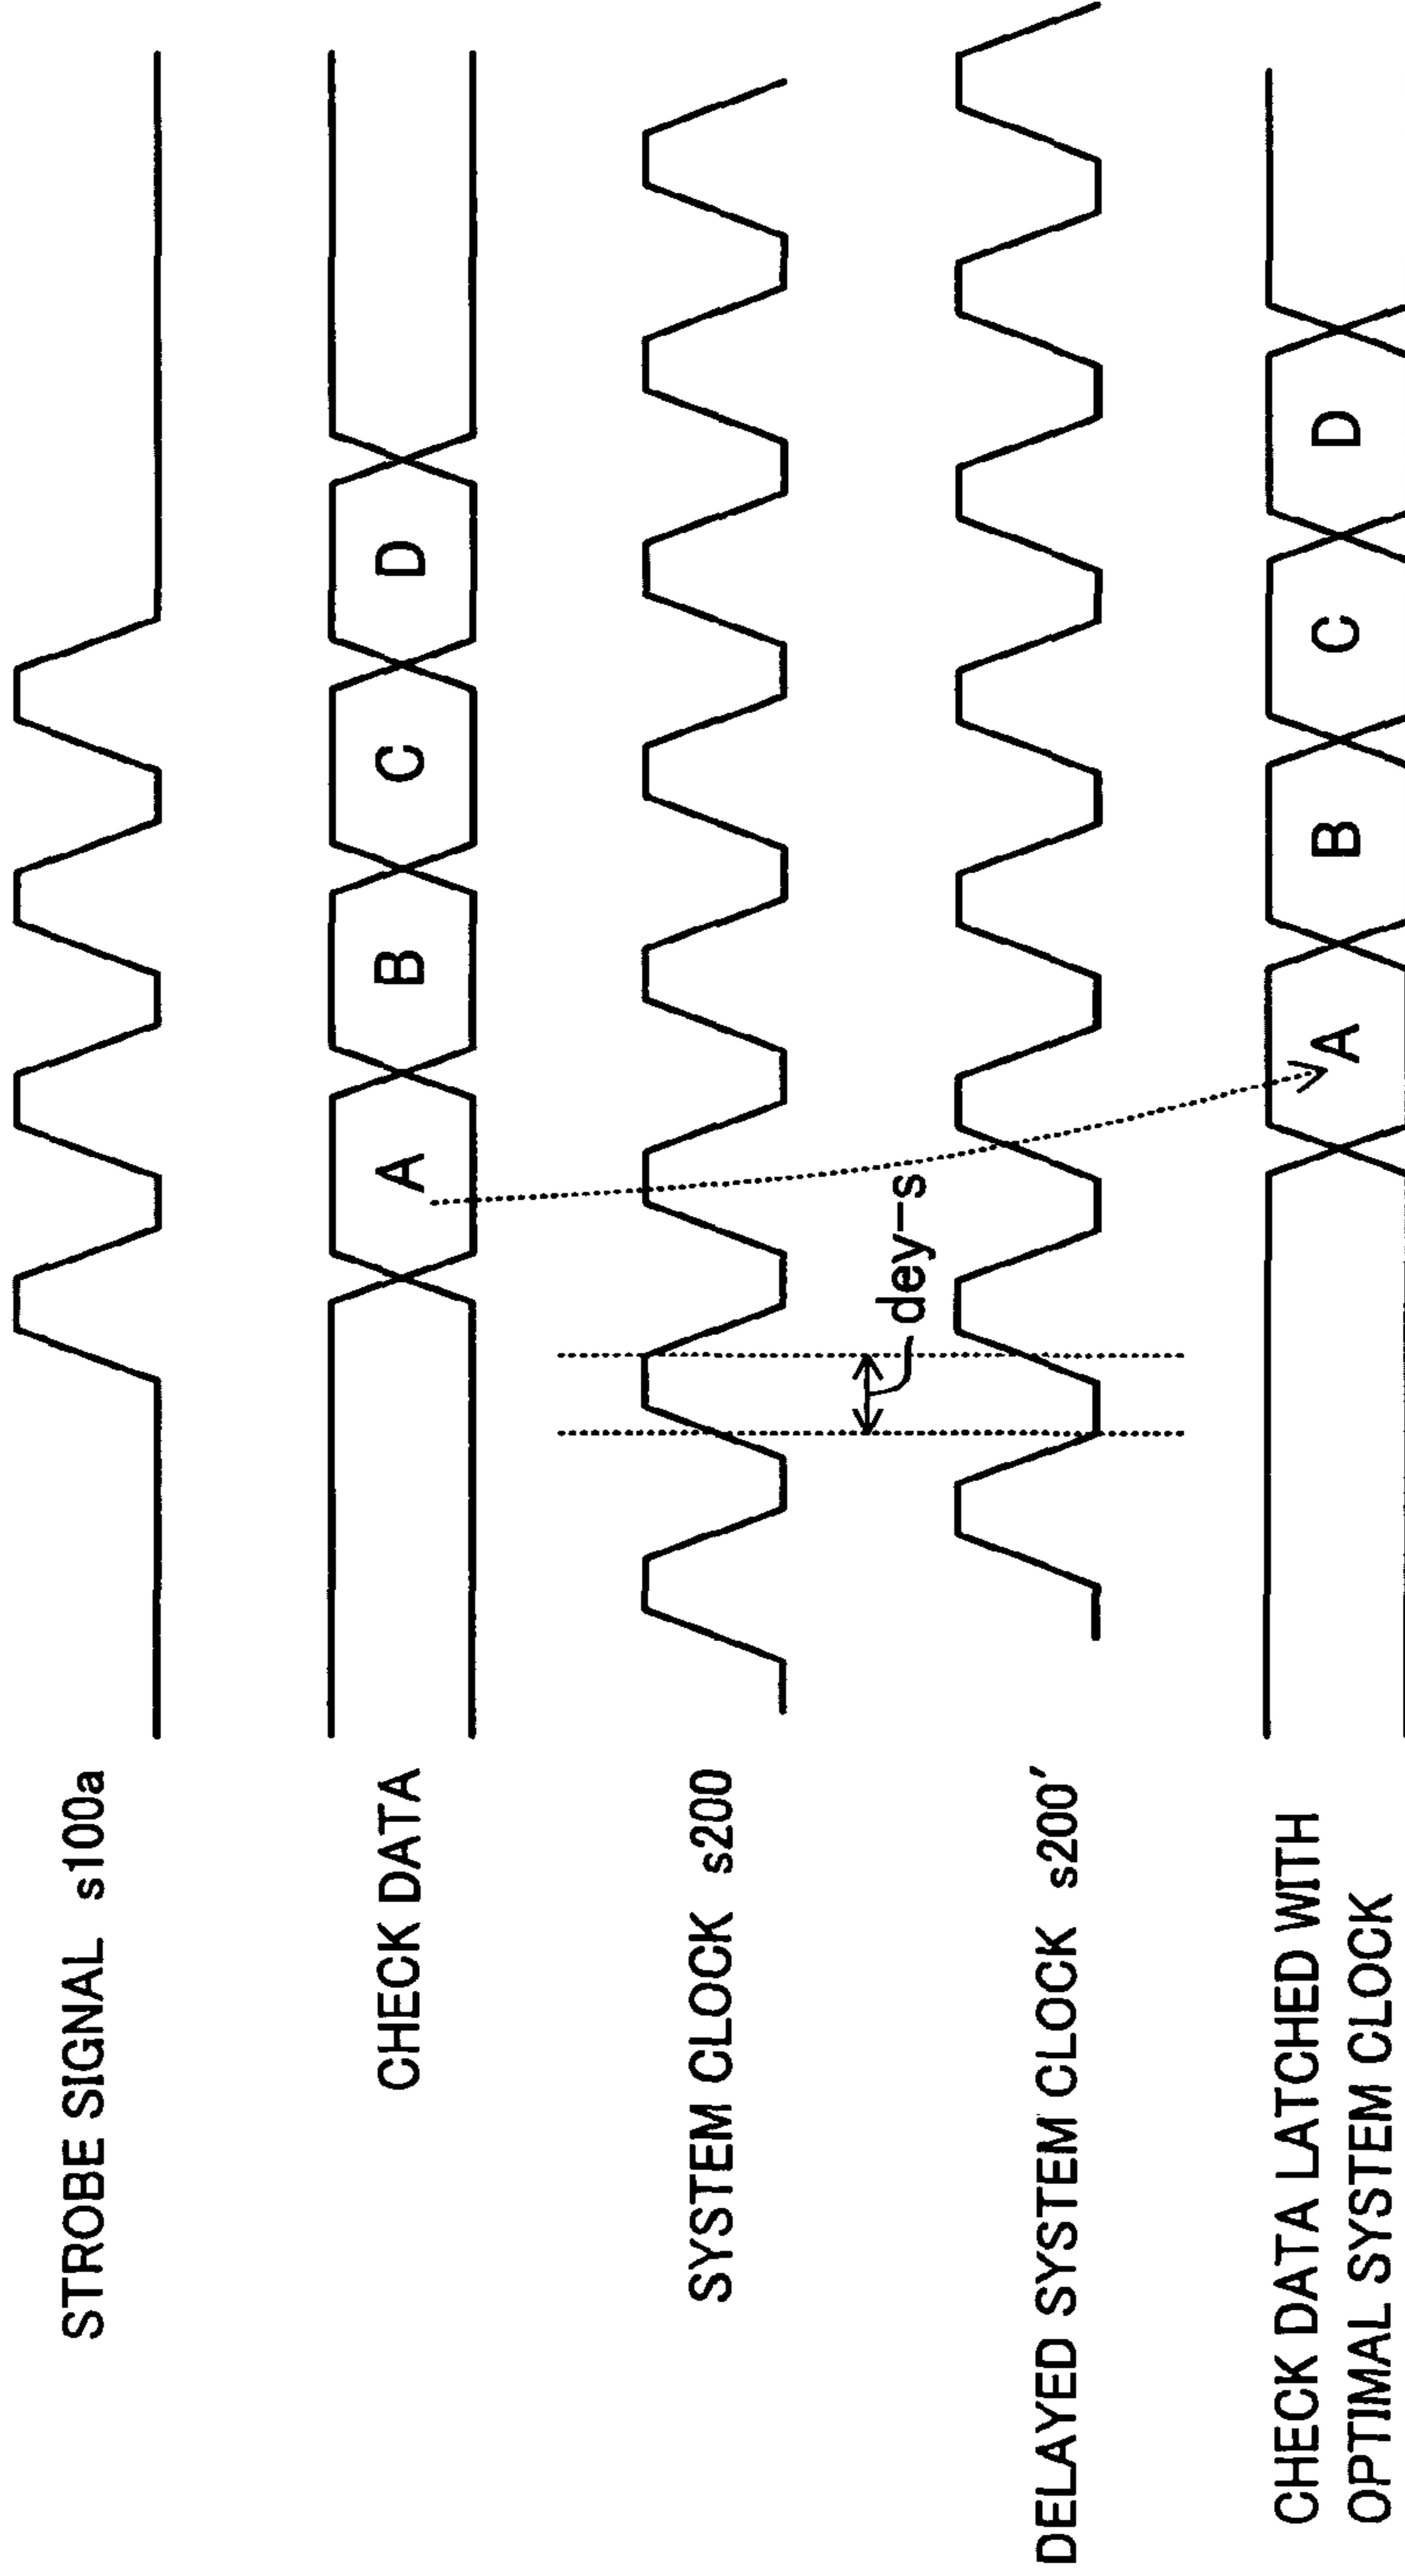 STROBE SIGNAL s100a
CHECK DATA
A B C D
SYSTEM CLOCK s200
dey-s
DELAYED SYSTEM CLOCK s200′
CHECK DATA LATCHED WITH
OPTIMAL SYSTEM CLOCK
A B C D